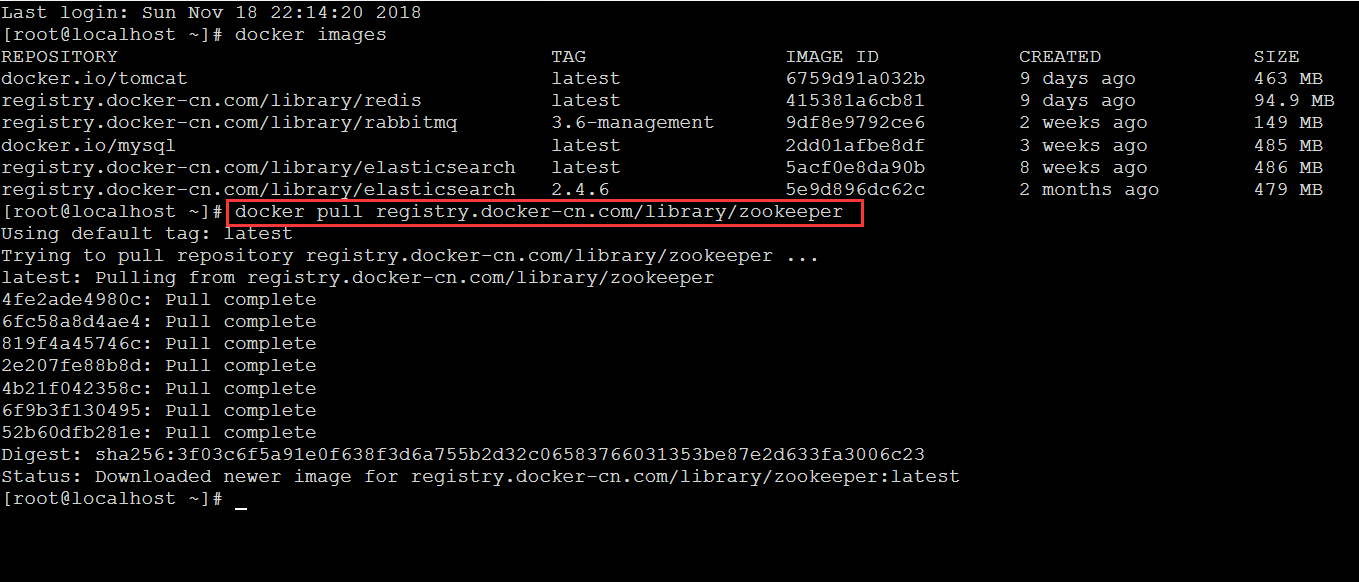 Last login: Sun Nov 18 22:14:20 2018
[root@localhost ~]# docker images
REPOSITORY TAG IMAGE ID CREATED SIZE
docker.io/tomcat latest 6759d91a032b 9 days ago 463 MB
registry.docker-cn.com/library/redis latest 415381a6cb81 9 days ago 94.9 MB
registry.docker-cn.com/library/rabbitmq 3.6-management 9df8e9792ce6 2 weeks ago 149 MB
docker.io/mysql latest 2dd01afbe8df 3 weeks ago 485 MB
registry.docker-cn.com/library/elasticsearch latest 5acf0e8da90b 8 weeks ago 486 MB
registry.docker-cn.com/library/elasticsearch 2.4.6 5e9d896dc62c 2 months ago 479 MB
[root@localhost ~]# docker pull registry.docker-cn.com/library/zookeeper
Using default tag: latest
Trying to pull repository registry.docker-cn.com/library/zookeeper ...
latest: Pulling from registry.docker-cn.com/library/zookeeper
4fe2ade4980c: Pull complete
6fc58a8d4ae4: Pull complete
819f4a45746c: Pull complete
2e207fe88b8d: Pull complete
4b21f042358c: Pull complete
6f9b3f130495: Pull complete
52b60dfb281e: Pull complete
Digest: sha256:3f03c6f5a91e0f638f3d6a755b2d32c06583766031353be87e2d633fa3006c23
Status: Downloaded newer image for registry.docker-cn.com/library/zookeeper:latest
[root@localhost ~]#